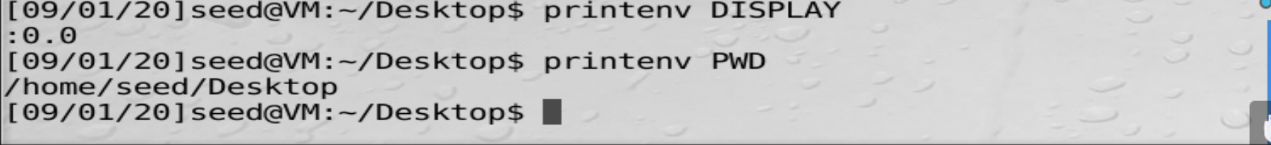 [09/01/20]seed@VM:~/Desktop$ printenv DISPLAY
:0.0
[09/01/20]seed@VM:~/Desktop$ printenv PWD
/home/seed/Desktop
[09/01/20]seed@VM:~/Desktop$